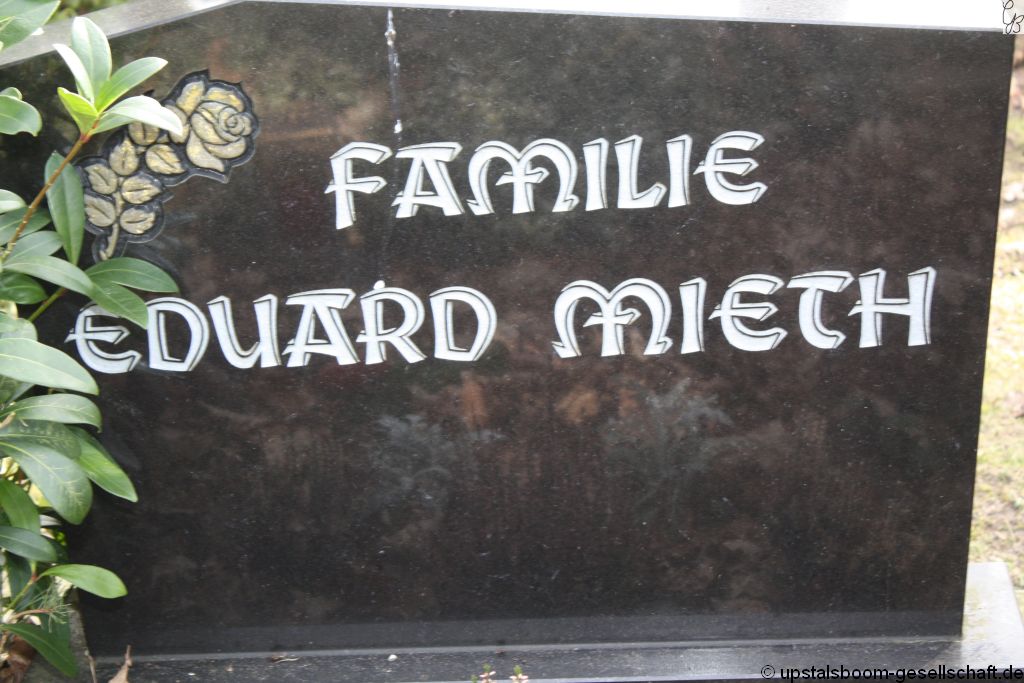 FAMILIE
EDUARD MIETH
© upstalsboom-gesellschaft.de